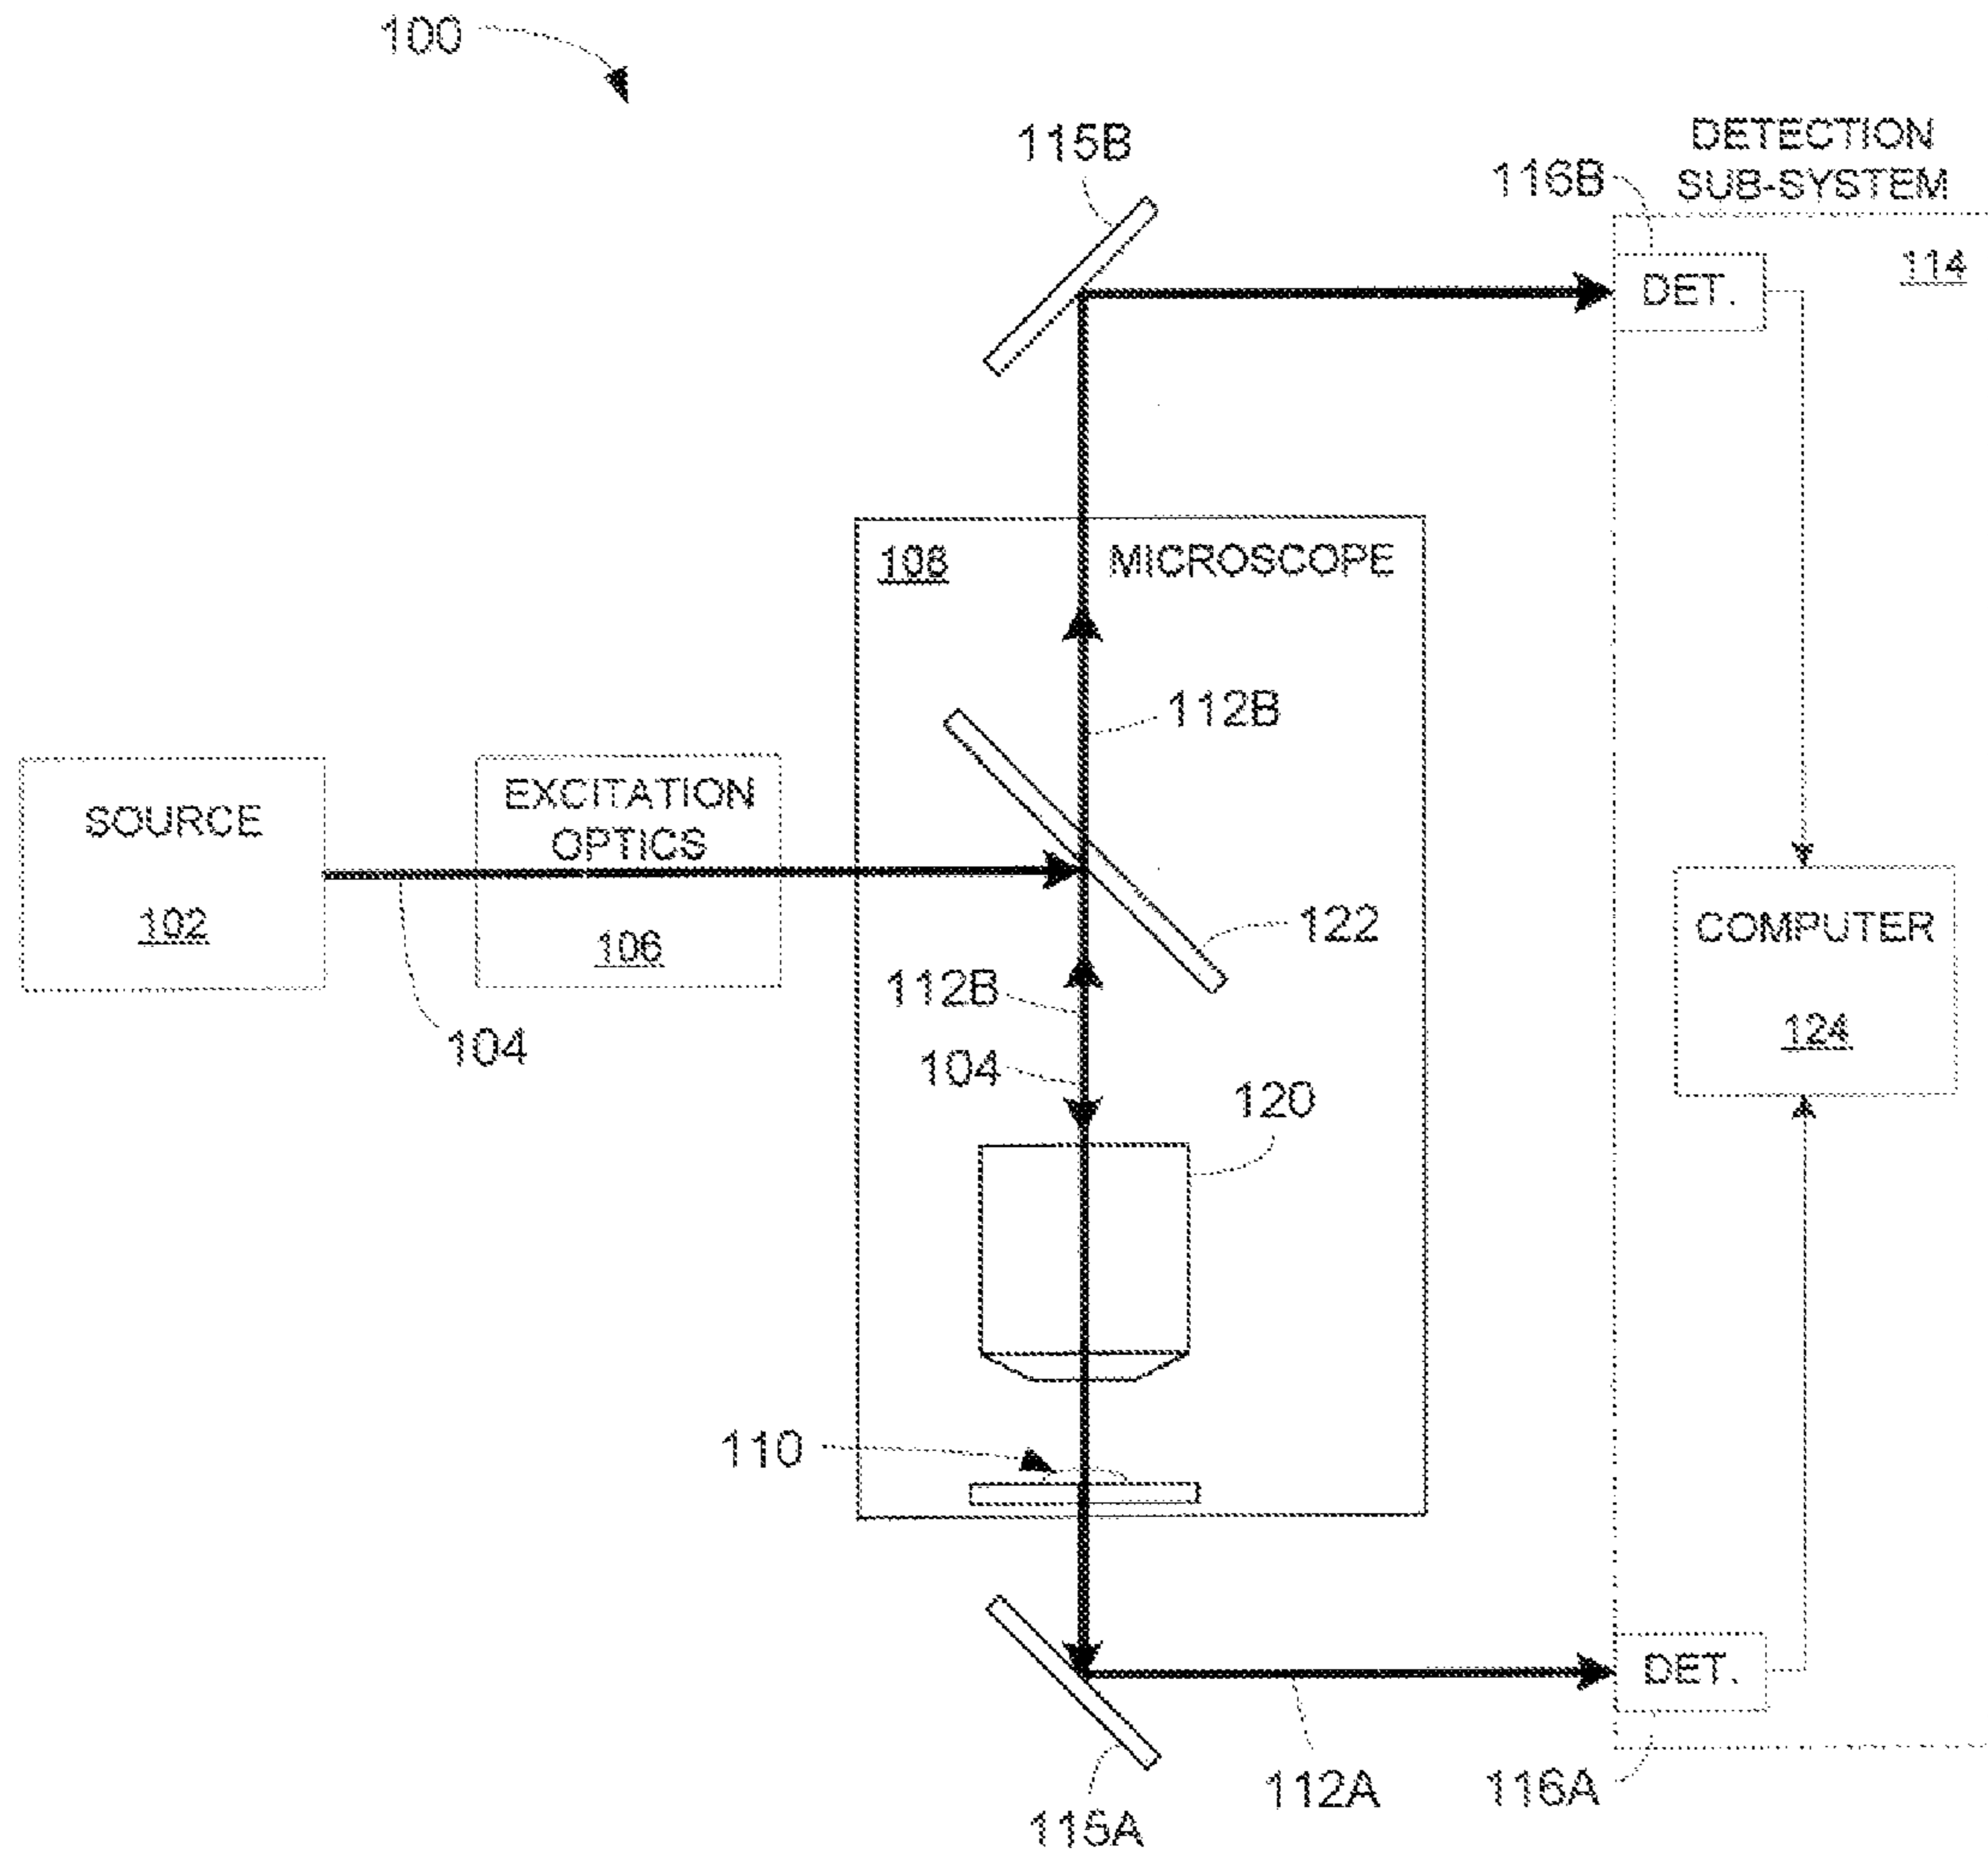 100
115B
DETECTION
SUB-SYSTEM
116B
DET.
114
108
MICROSCOPE
112B
SOURCE
102
EXCITATION
OPTICS
106
104
122
112B
104
120
COMPUTER
124
110
DET.
112A
116A
115A